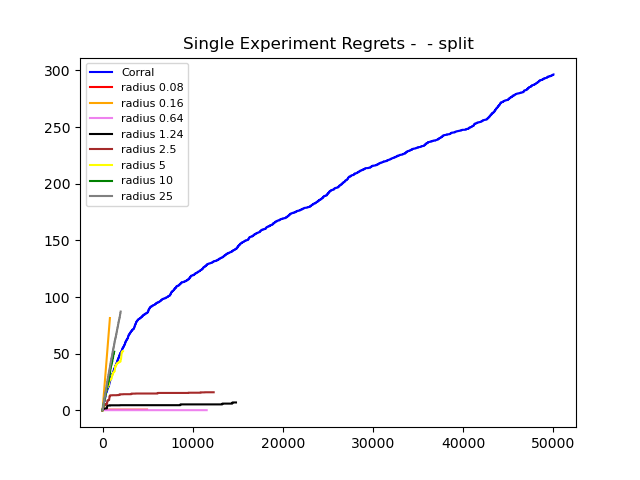 Single Experiment Regrets -  - split
300
250
200
150
100
50
0
Corral
radius 0.08
radius 0.16
radius 0.64
radius 1.24
radius 2.5
radius 5
radius 10
radius 25
0 10000 20000 30000 40000 50000